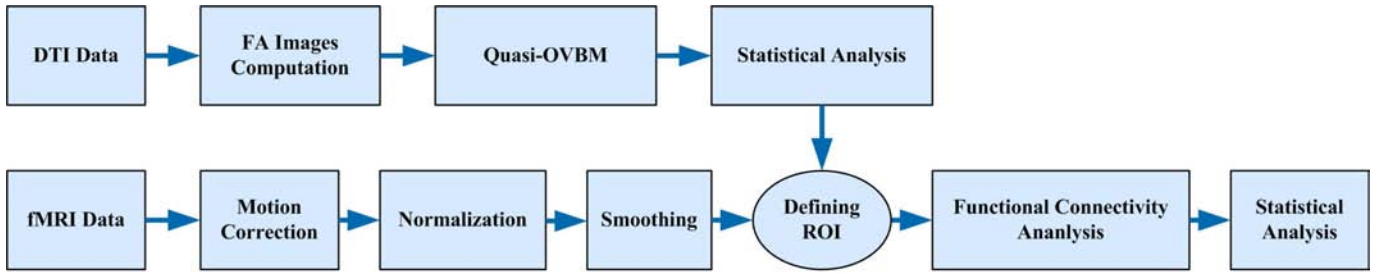 DTI Data
FA Images
Computation
Quasi-OVBM
Statistical Analysis
fMRI Data
Motion
Correction
Normalization
Smoothing
Defining
ROI
Functional Connectivity
Ananlysis
Statistical
Analysis